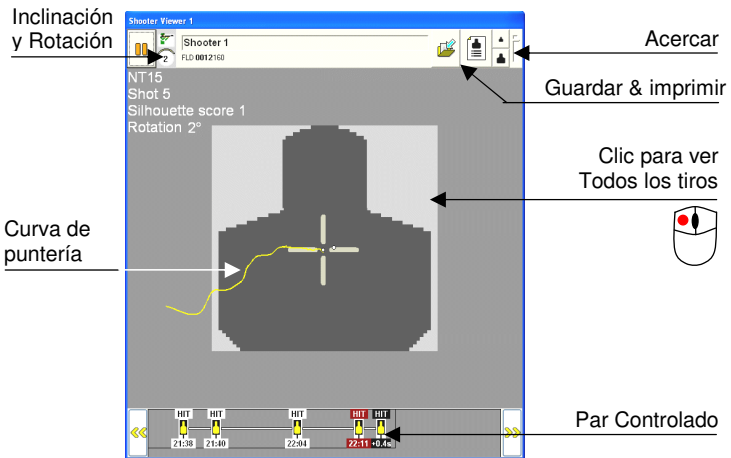 Inclinación
y Rotación
Shooter Viewer 1
Shooter 1
FLD 0012160
2
Acercar
Guardar & imprimir
NT15
Shot 5
Silhouette score 1
Rotation 2°
Clic para ver
Todos los tiros
Curva de
puntería
HIT HIT HIT HIT HIT
21:38 21:40 22:04 22:11 +0.4s
Par Controlado